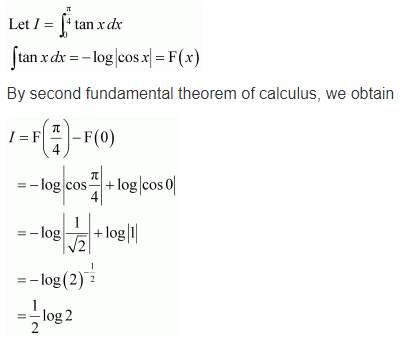 Let I = ∫₀^{π/4} tan x dx
∫tan x dx = −log|cos x| = F(x)
By second fundamental theorem of calculus, we obtain
I = F(π/4) − F(0)
= −log|cos π/4| + log|cos 0|
= −log|1/√2| + log|1|
= −log(2)^{−1/2}
= 1/2 log 2